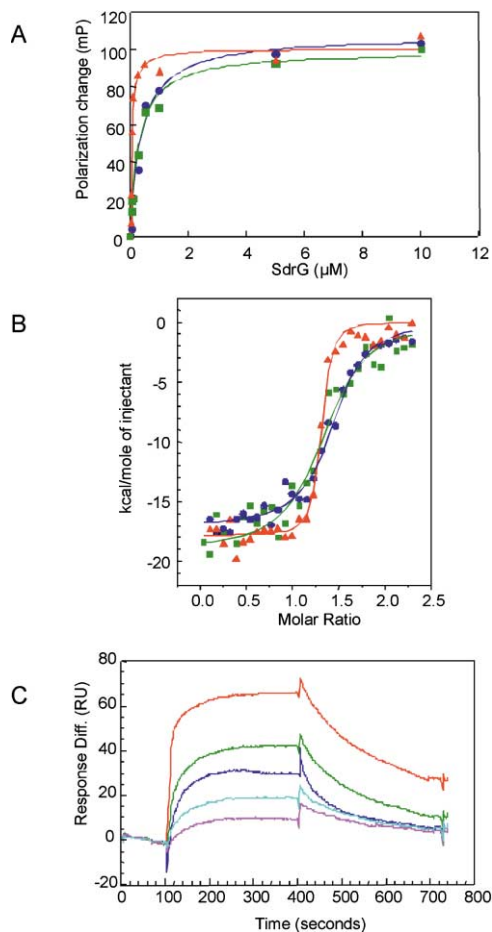 A
Polarization change (mP)
120
100
80
60
40
20
0
0 2 4 6 8 10 12
SdrG (µM)
B
kcal/mole of injectant
0
-5
-10
-15
-20
0.0 0.5 1.0 1.5 2.0 2.5
Molar Ratio
C
Response Diff. (RU)
80
60
40
20
0
-20
0 100 200 300 400 500 600 700 800
Time (seconds)